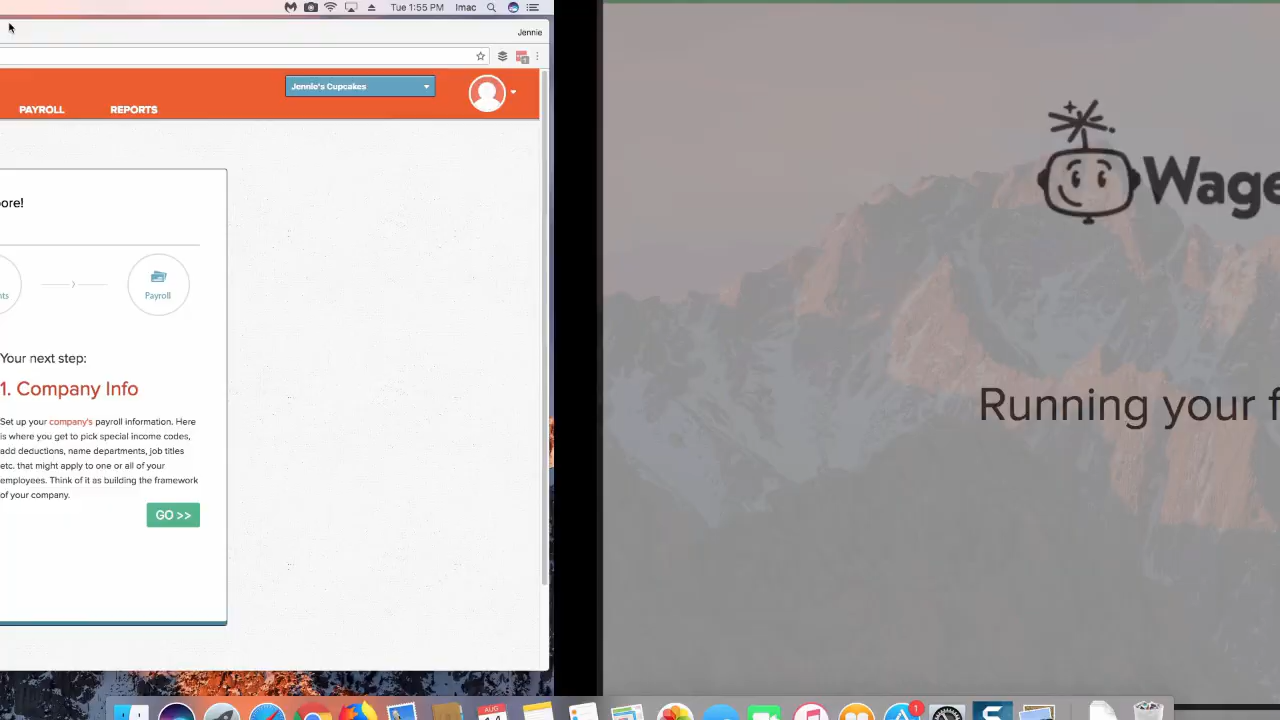 Tue 1:55 PM Imac
Jennie
Jennie's Cupcakes
PAYROLL REPORTS
ore!
nts
Payroll
Your next step:
1. Company Info
Set up your company's payroll information. Here
is where you get to pick special income codes,
add deductions, name departments, job titles
etc. that might apply to one or all of your
employees. Think of it as building the framework
of your company.
GO >>
Wage
Running your f
AUG
1